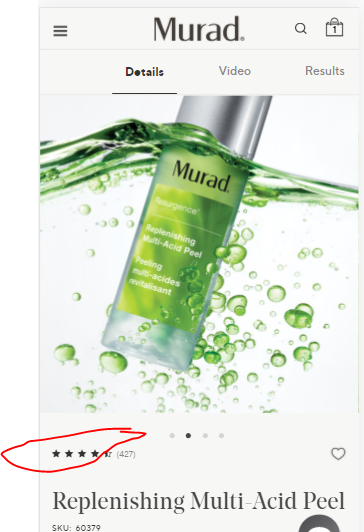 Murad.
1
Details Video Results
Murad.
Resurgence™
Replenishing
Multi-Acid Peel
Peeling
multi-acides
revitalisant
(427)
Replenishing Multi-Acid Peel
SKU: 60379